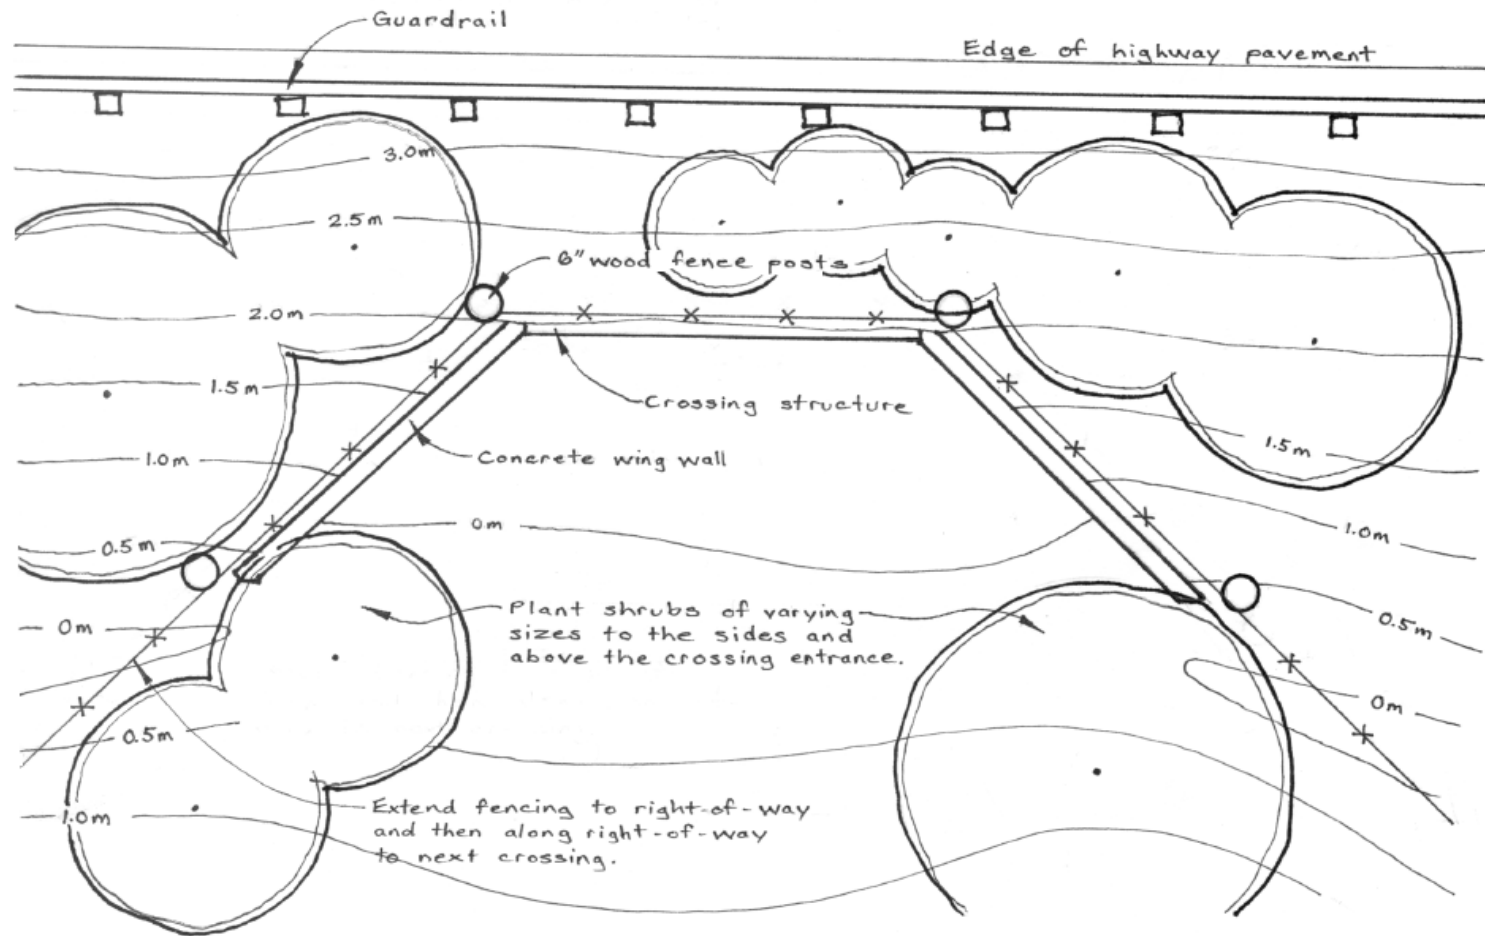 Guardrail
Edge of highway pavement
3.0m
2.5m
6" wood fence posts
2.0m
1.5m
Crossing structure
1.5m
1.0m
Concrete wing wall
0m
1.0m
0.5m
Plant shrubs of varying
sizes to the sides and
above the crossing entrance.
0m
0.5m
0m
0.5m
Extend fencing to right-of-way
and then along right-of-way
to next crossing.
1.0m